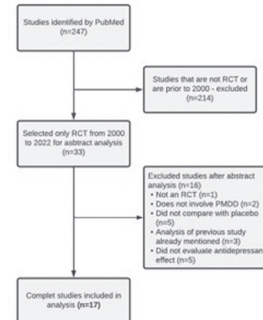 Studies identified by PubMed
(n=247)
Studies that are not RCT or
are prior to 2000 - excluded
(n=214)
Selected only RCT from 2000
to 2022 for asbtract analysis
(n=33)
Excluded studies after abstract
analysis (n=16)
• Not an RCT (n=1)
• Does not involve PMDD (n=2)
• Did not compare with placebo
(n=5)
• Analysis of previous study
already mentioned (n=3)
• Did not evaluate antidepressan
effect (n=5)
Complet studies included in
analysis (n=17)